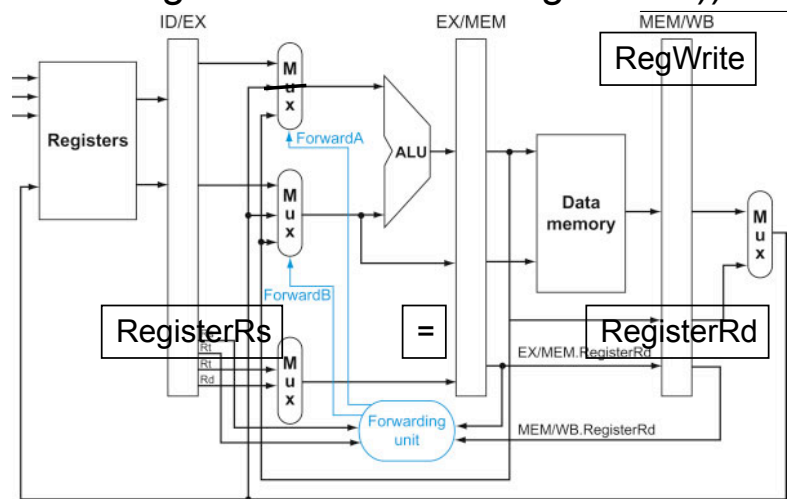 ID/EX
EX/MEM
MEM/WB
RegWrite
Mux
Registers
ForwardA
ALU
Mux
Data
memory
Mux
ForwardB
RegisterRs
=
RegisterRd
Rt
Rt
Rd
EX/MEM.RegisterRd
Mux
Forwarding
unit
MEM/WB.RegisterRd